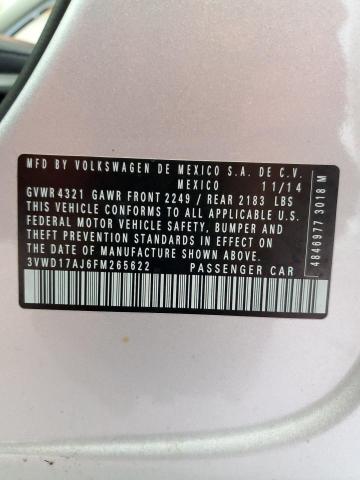 MFD BY VOLKSWAGEN DE MEXICO S.A. DE C.V.
MEXICO 11/14
GVWR 4321 GAWR FRONT 2249 / REAR 2183 LBS
THIS VEHICLE CONFORMS TO ALL APPLICABLE U.S.
FEDERAL MOTOR VEHICLE SAFETY, BUMPER AND
THEFT PREVENTION STANDARDS IN EFFECT ON
THE DATE OF MANUFACTURE SHOWN ABOVE.
3VWD17AJ6FM265622 PASSENGER CAR
4846977 3018 M